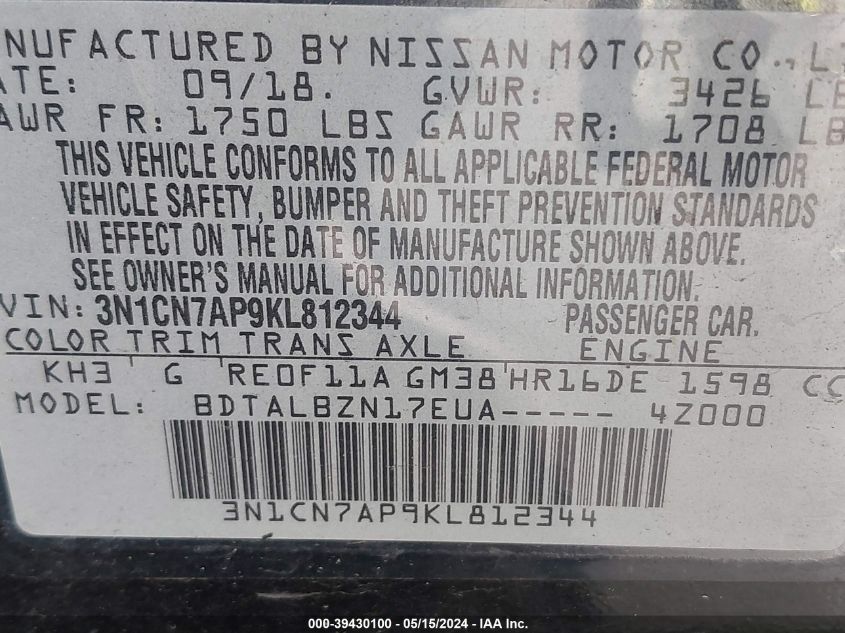 NUFACTURED BY NISSAN MOTOR CO., L
ATE: 09/18. GVWR: 3426 LB
AWR FR: 1750 LBS GAWR RR: 1708 LB
THIS VEHICLE CONFORMS TO ALL APPLICABLE FEDERAL MOTOR
VEHICLE SAFETY, BUMPER AND THEFT PREVENTION STANDARDS
IN EFFECT ON THE DATE OF MANUFACTURE SHOWN ABOVE.
SEE OWNER'S MANUAL FOR ADDITIONAL INFORMATION.
VIN: 3N1CN7AP9KL812344 PASSENGER CAR.
COLOR TRIM TRANS AXLE ENGINE
KH3 G RE0F11A GM38 HR16DE 1598 CC
MODEL: BDTALBZN17EUA----- 4Z000
3N1CN7AP9KL812344
000-39430100 - 05/15/2024 - IAA Inc.